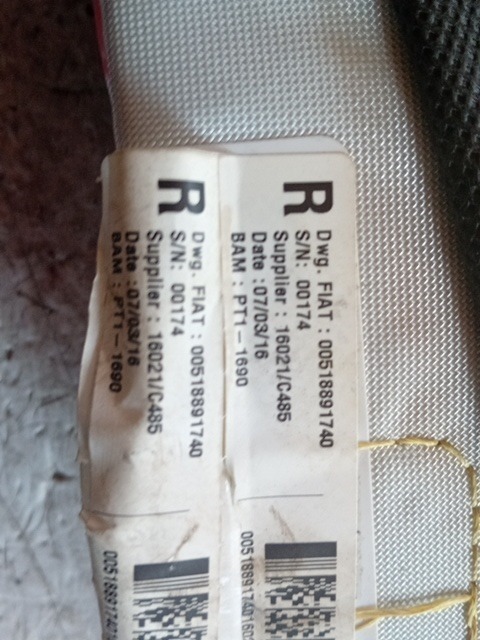 R
Dwg. FIAT : 00518891740
S/N: 00174
Supplier : 16021/C485
Date : 07/03/16
BAM : PT1-1690
R
Dwg. FIAT : 00518891740
S/N: 00174
Supplier : 16021/C485
Date : 07/03/16
BAM : PT1-1690